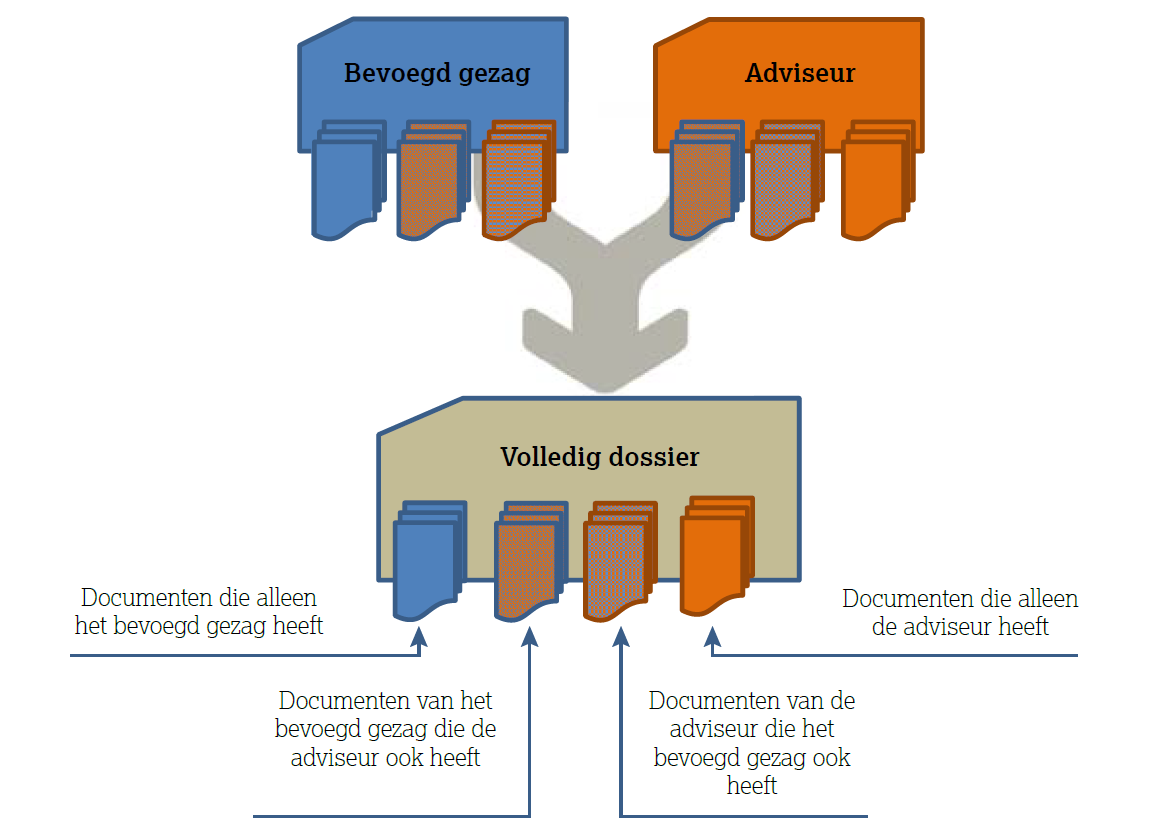 Bevoegd gezag
Adviseur
Volledig dossier
Documenten die alleen
het bevoegd gezag heeft
Documenten die alleen
de adviseur heeft
Documenten van het
bevoegd gezag die de
adviseur ook heeft
Documenten van de
adviseur die het
bevoegd gezag ook
heeft